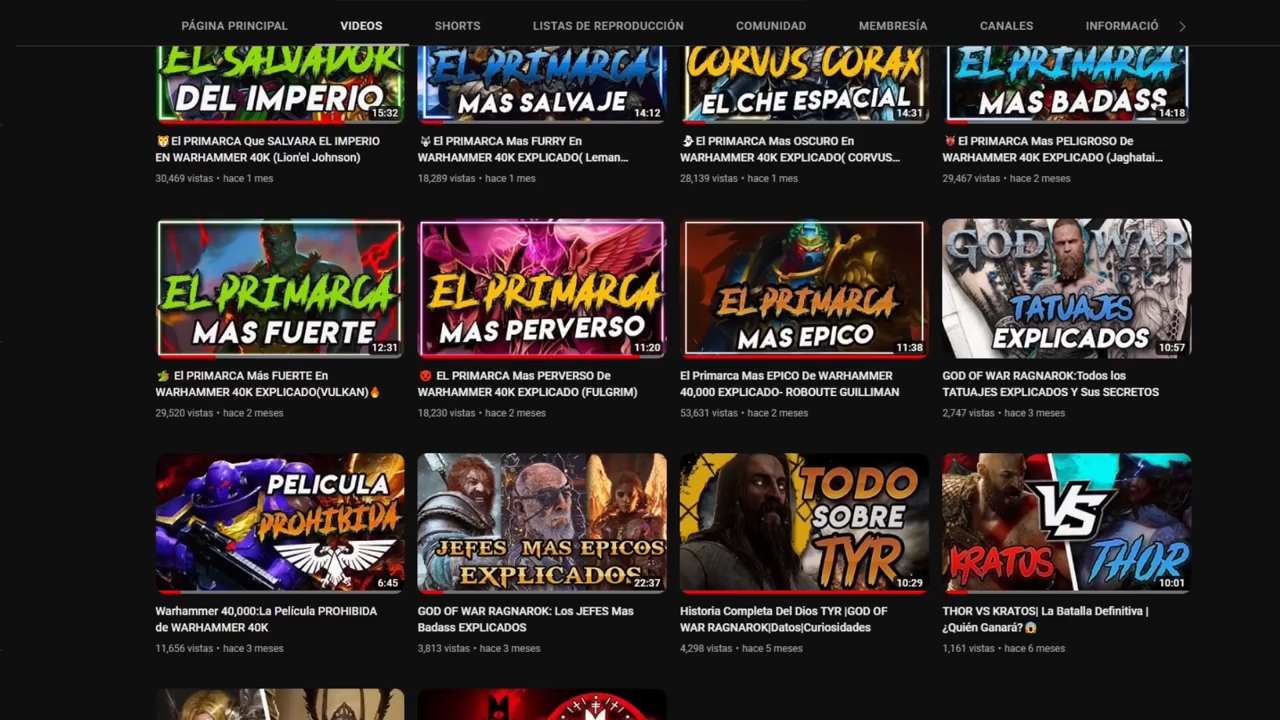 PÁGINA PRINCIPAL VIDEOS SHORTS LISTAS DE REPRODUCCIÓN COMUNIDAD MEMBRESÍA CANALES INFORMACIÓ
EL SALVADOR
DEL IMPERIO
15:32
EL PRIMARCA
MAS SALVAJE
14:12
CORVUS CORAX
EL CHE ESPACIAL
14:31
EL PRIMARCA
MAS BADASS
14:18
🐯El PRIMARCA Que SALVARA EL IMPERIO
EN WARHAMMER 40K (Lion'el Johnson)
30,469 vistas • hace 1 mes
🐺 El PRIMARCA Mas FURRY En
WARHAMMER 40K EXPLICADO( Leman...
18,289 vistas • hace 1 mes
👻El PRIMARCA Mas OSCURO En
WARHAMMER 40K EXPLICADO( CORVUS...
28,139 vistas • hace 1 mes
👹El PRIMARCA Mas PELIGROSO De
WARHAMMER 40K EXPLICADO (Jaghatai...
29,467 vistas • hace 2 meses
EL PRIMARCA
MAS FUERTE
12:31
EL PRIMARCA
MAS PERVERSO
11:20
EL PRIMARCA
MAS EPICO
11:38
GOD WAR
TATUAJES
EXPLICADOS
10:57
🐲 El PRIMARCA Más FUERTE En
WARHAMMER 40K EXPLICADO(VULKAN)🔥
29,520 vistas • hace 2 meses
👹 EL PRIMARCA Mas PERVERSO De
WARHAMMER 40K EXPLICADO (FULGRIM)
18,230 vistas • hace 2 meses
El Primarca Mas EPICO De WARHAMMER
40,000 EXPLICADO- ROBOUTE GUILLIMAN
53,631 vistas • hace 2 meses
GOD OF WAR RAGNAROK:Todos los
TATUAJES EXPLICADOS Y Sus SECRETOS
2,747 vistas • hace 3 meses
PELICULA
PROHIBIDA
6:45
JEFES MAS EPICOS
EXPLICADOS
22:37
TODO
SOBRE
TYR
10:29
VS
KRATOS THOR
10:01
Warhammer 40,000:La Película PROHIBIDA
de WARHAMMER 40K
11,656 vistas • hace 3 meses
GOD OF WAR RAGNAROK: Los JEFES Mas
Badass EXPLICADOS
3,813 vistas • hace 3 meses
Historia Completa Del Dios TYR |GOD OF
WAR RAGNAROK|Datos|Curiosidades
4,298 vistas • hace 5 meses
THOR VS KRATOS| La Batalla Definitiva |
¿Quién Ganará?😱
1,161 vistas • hace 6 meses